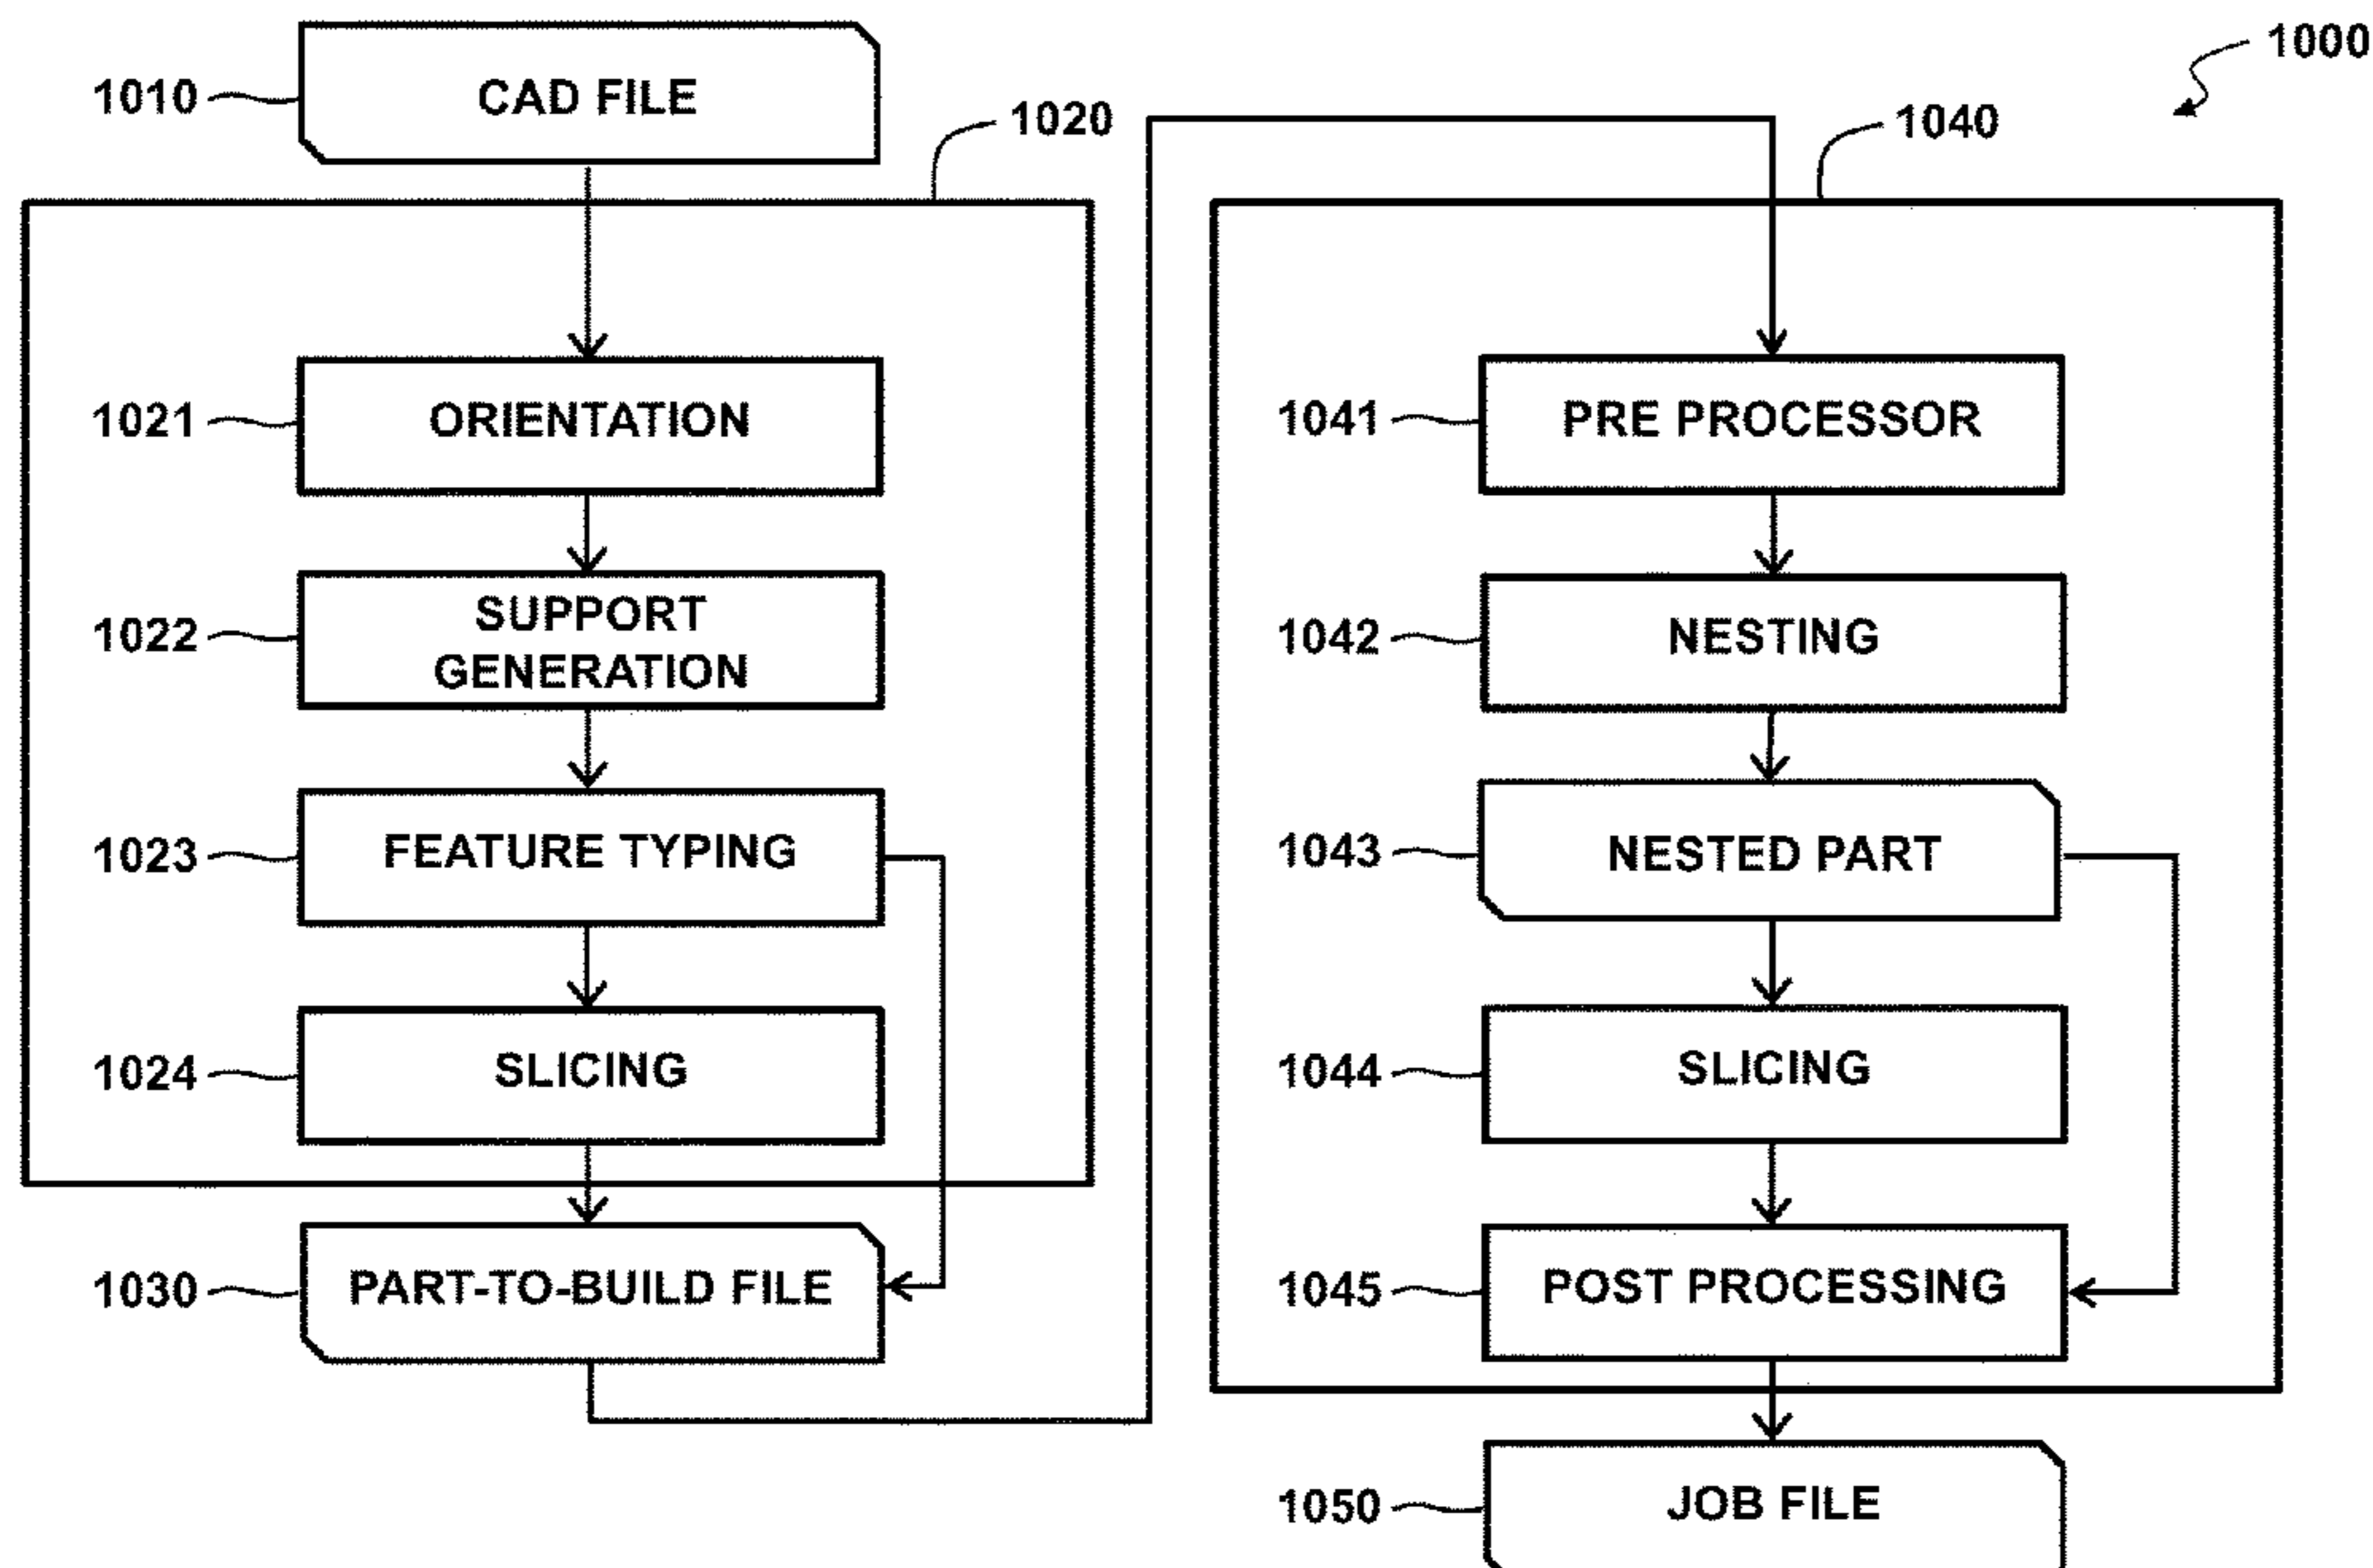 1000
1010
CAD FILE
1020
1021
ORIENTATION
1022
SUPPORT
GENERATION
1023
FEATURE TYPING
1024
SLICING
1030
PART-TO-BUILD FILE
1040
1041
PRE PROCESSOR
1042
NESTING
1043
NESTED PART
1044
SLICING
1045
POST PROCESSING
1050
JOB FILE